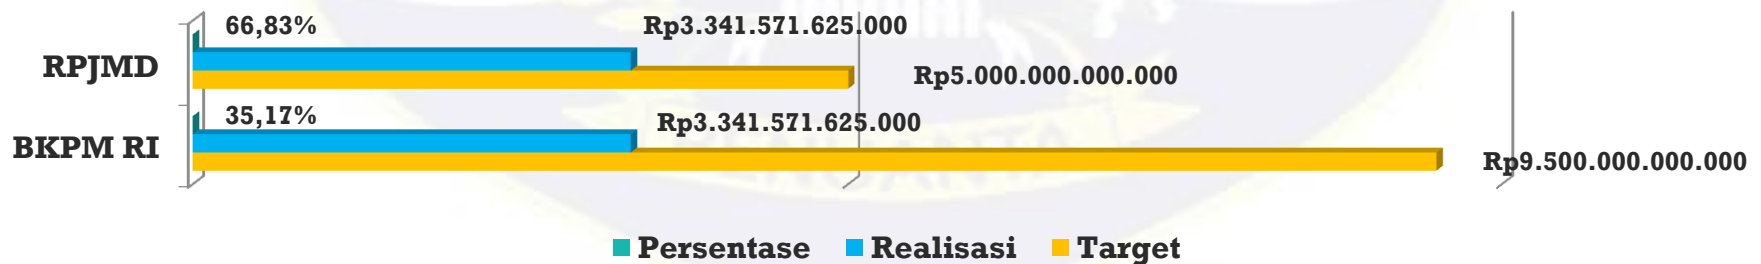 66,83%
Rp3.341.571.625.000
RPJMD
Rp5.000.000.000.000
35,17%
Rp3.341.571.625.000
BKPM RI
Rp9.500.000.000.000
Persentase Realisasi Target